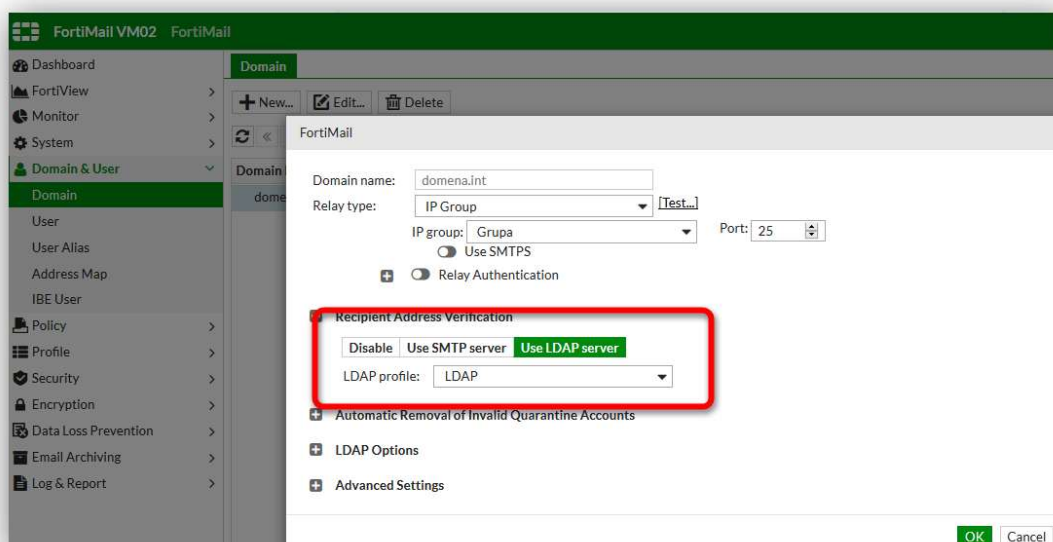 FortiMail VM02 FortiMail
Dashboard
FortiView
Monitor
System
Domain & User
Domain
User
User Alias
Address Map
IBE User
Policy
Profile
Security
Encryption
Data Loss Prevention
Email Archiving
Log & Report
Domain
New... Edit... Delete
Domain
dome
FortiMail
Domain name: domena.int
Relay type: IP Group [Test...]
IP group: Grupa Port: 25
Use SMTPS
Relay Authentication
Recipient Address Verification
Disable Use SMTP server Use LDAP server
LDAP profile: LDAP
Automatic Removal of Invalid Quarantine Accounts
LDAP Options
Advanced Settings
OK Cancel